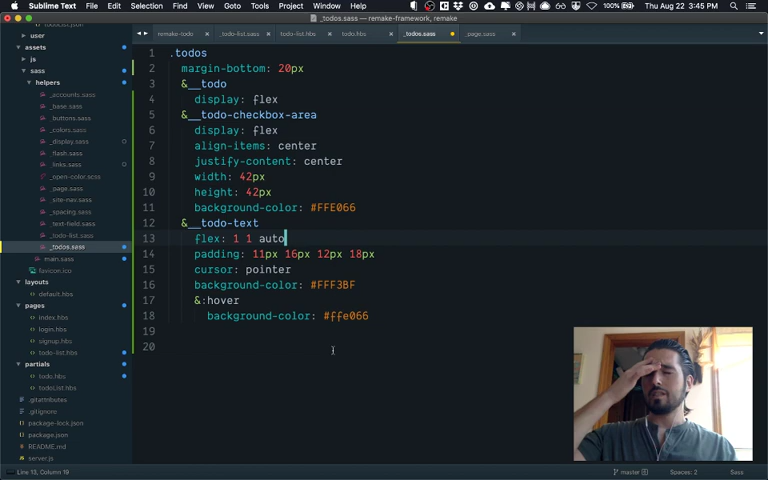 Sublime Text File Edit Selection Find View Goto Tools Project Window Help 100% Thu Aug 22 3:45 PM
_todos.sass — remake-framework, remake
remake-todo _todo-list.sass todo-list.hbs todo.hbs _todos.sass _page.sass
user
assets
js
sass
helpers
_accounts.sass
_base.sass
_buttons.sass
_colors.sass
_display.sass
_flash.sass
_links.sass
_open-color.scss
_page.sass
_site-nav.sass
_spacing.sass
_text-field.sass
_todo-list.sass
_todos.sass
main.sass
favicon.ico
layouts
default.hbs
pages
index.hbs
login.hbs
signup.hbs
todo-list.hbs
partials
todo.hbs
todoList.hbs
.gitattributes
.gitignore
package-lock.json
package.json
README.md
server.js
1 .todos
2 margin-bottom: 20px
3 &__todo
4 display: flex
5 &__todo-checkbox-area
6 display: flex
7 align-items: center
8 justify-content: center
9 width: 42px
10 height: 42px
11 background-color: #FFE066
12 &__todo-text
13 flex: 1 1 auto
14 padding: 11px 16px 12px 18px
15 cursor: pointer
16 background-color: #FFF3BF
17 &:hover
18 background-color: #ffe066
19
20
Line 13, Column 19 master Spaces: 2 Sass